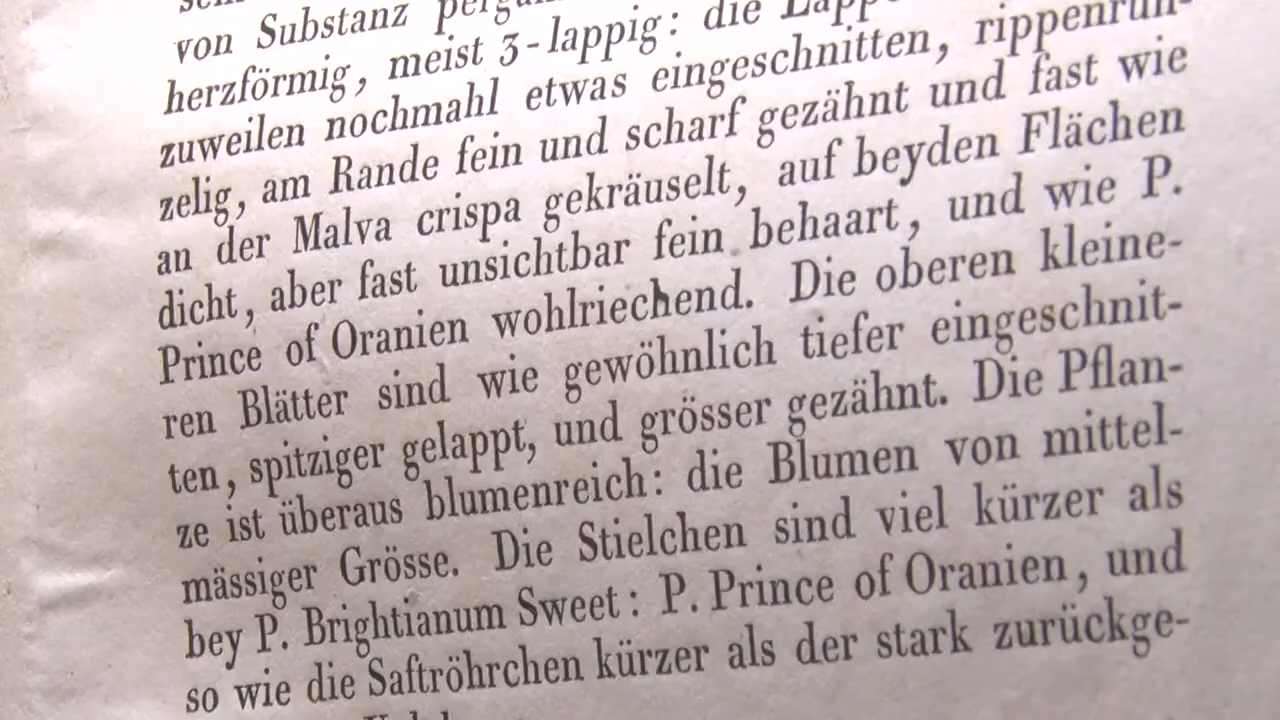 von Substanz
herzförmig, meist 3-lappig: die
zuweilen nochmahl etwas eingeschnitten, rippenrun-
zelig, am Rande fein und scharf gezähnt und fast wie
an der Malva crispa gekräuselt, auf beyden Flächen
dicht, aber fast unsichtbar fein behaart, und wie P.
Prince of Oranien wohlriechend. Die oberen kleine-
ren Blätter sind wie gewöhnlich tiefer eingeschnit-
ten, spitziger gelappt, und grösser gezähnt. Die Pflan-
ze ist überaus blumenreich: die Blumen von mittel-
mässiger Grösse. Die Stielchen sind viel kürzer als
bey P. Brightianum Sweet: P. Prince of Oranien, und
so wie die Saftröhrchen kürzer als der stark zurückge-